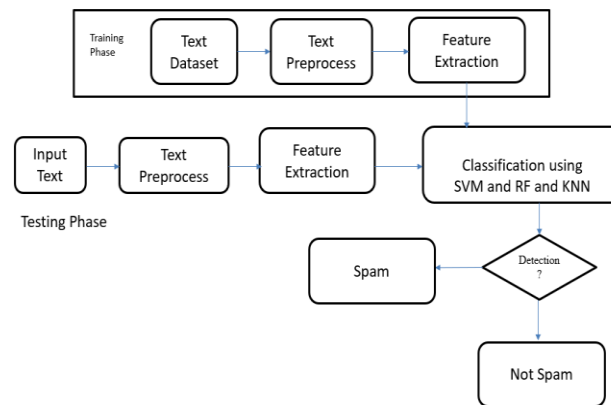 Training
Phase
Text
Dataset
Text
Preprocess
Feature
Extraction
Input
Text
Text
Preprocess
Feature
Extraction
Classification using
SVM and RF and KNN
Testing Phase
Spam
Detection
?
Not Spam